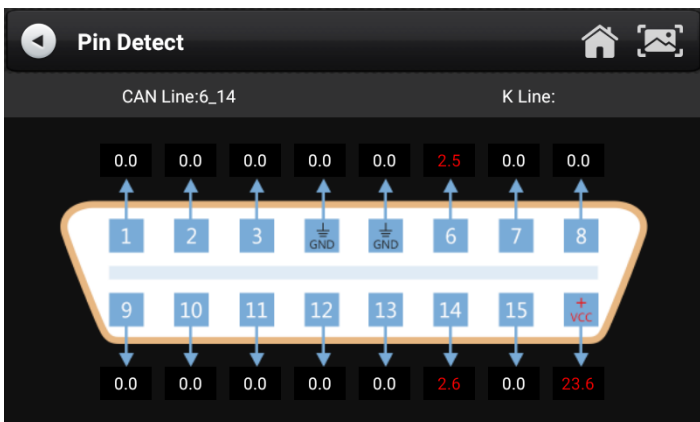 Pin Detect
CAN Line:6_14 K Line:
0.0 0.0 0.0 0.0 0.0 2.5 0.0 0.0
1 2 3 GND GND 6 7 8
9 10 11 12 13 14 15 + VCC
0.0 0.0 0.0 0.0 0.0 2.6 0.0 23.6